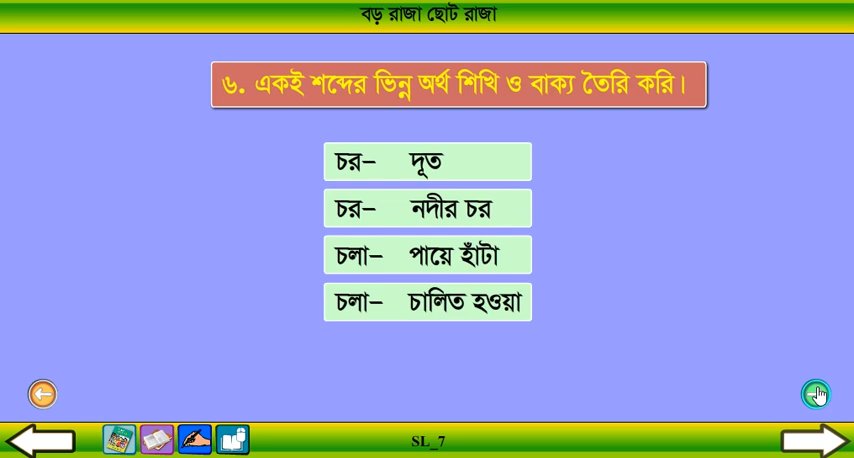 বড় রাজা ছোট রাজা
৬. একই শব্দের ভিন্ন অর্থ শিখি ও বাক্য তৈরি করি।
চর– দূত
চর– নদীর চর
চলা– পায়ে হাঁটা
চলা– চালিত হওয়া
SL_7